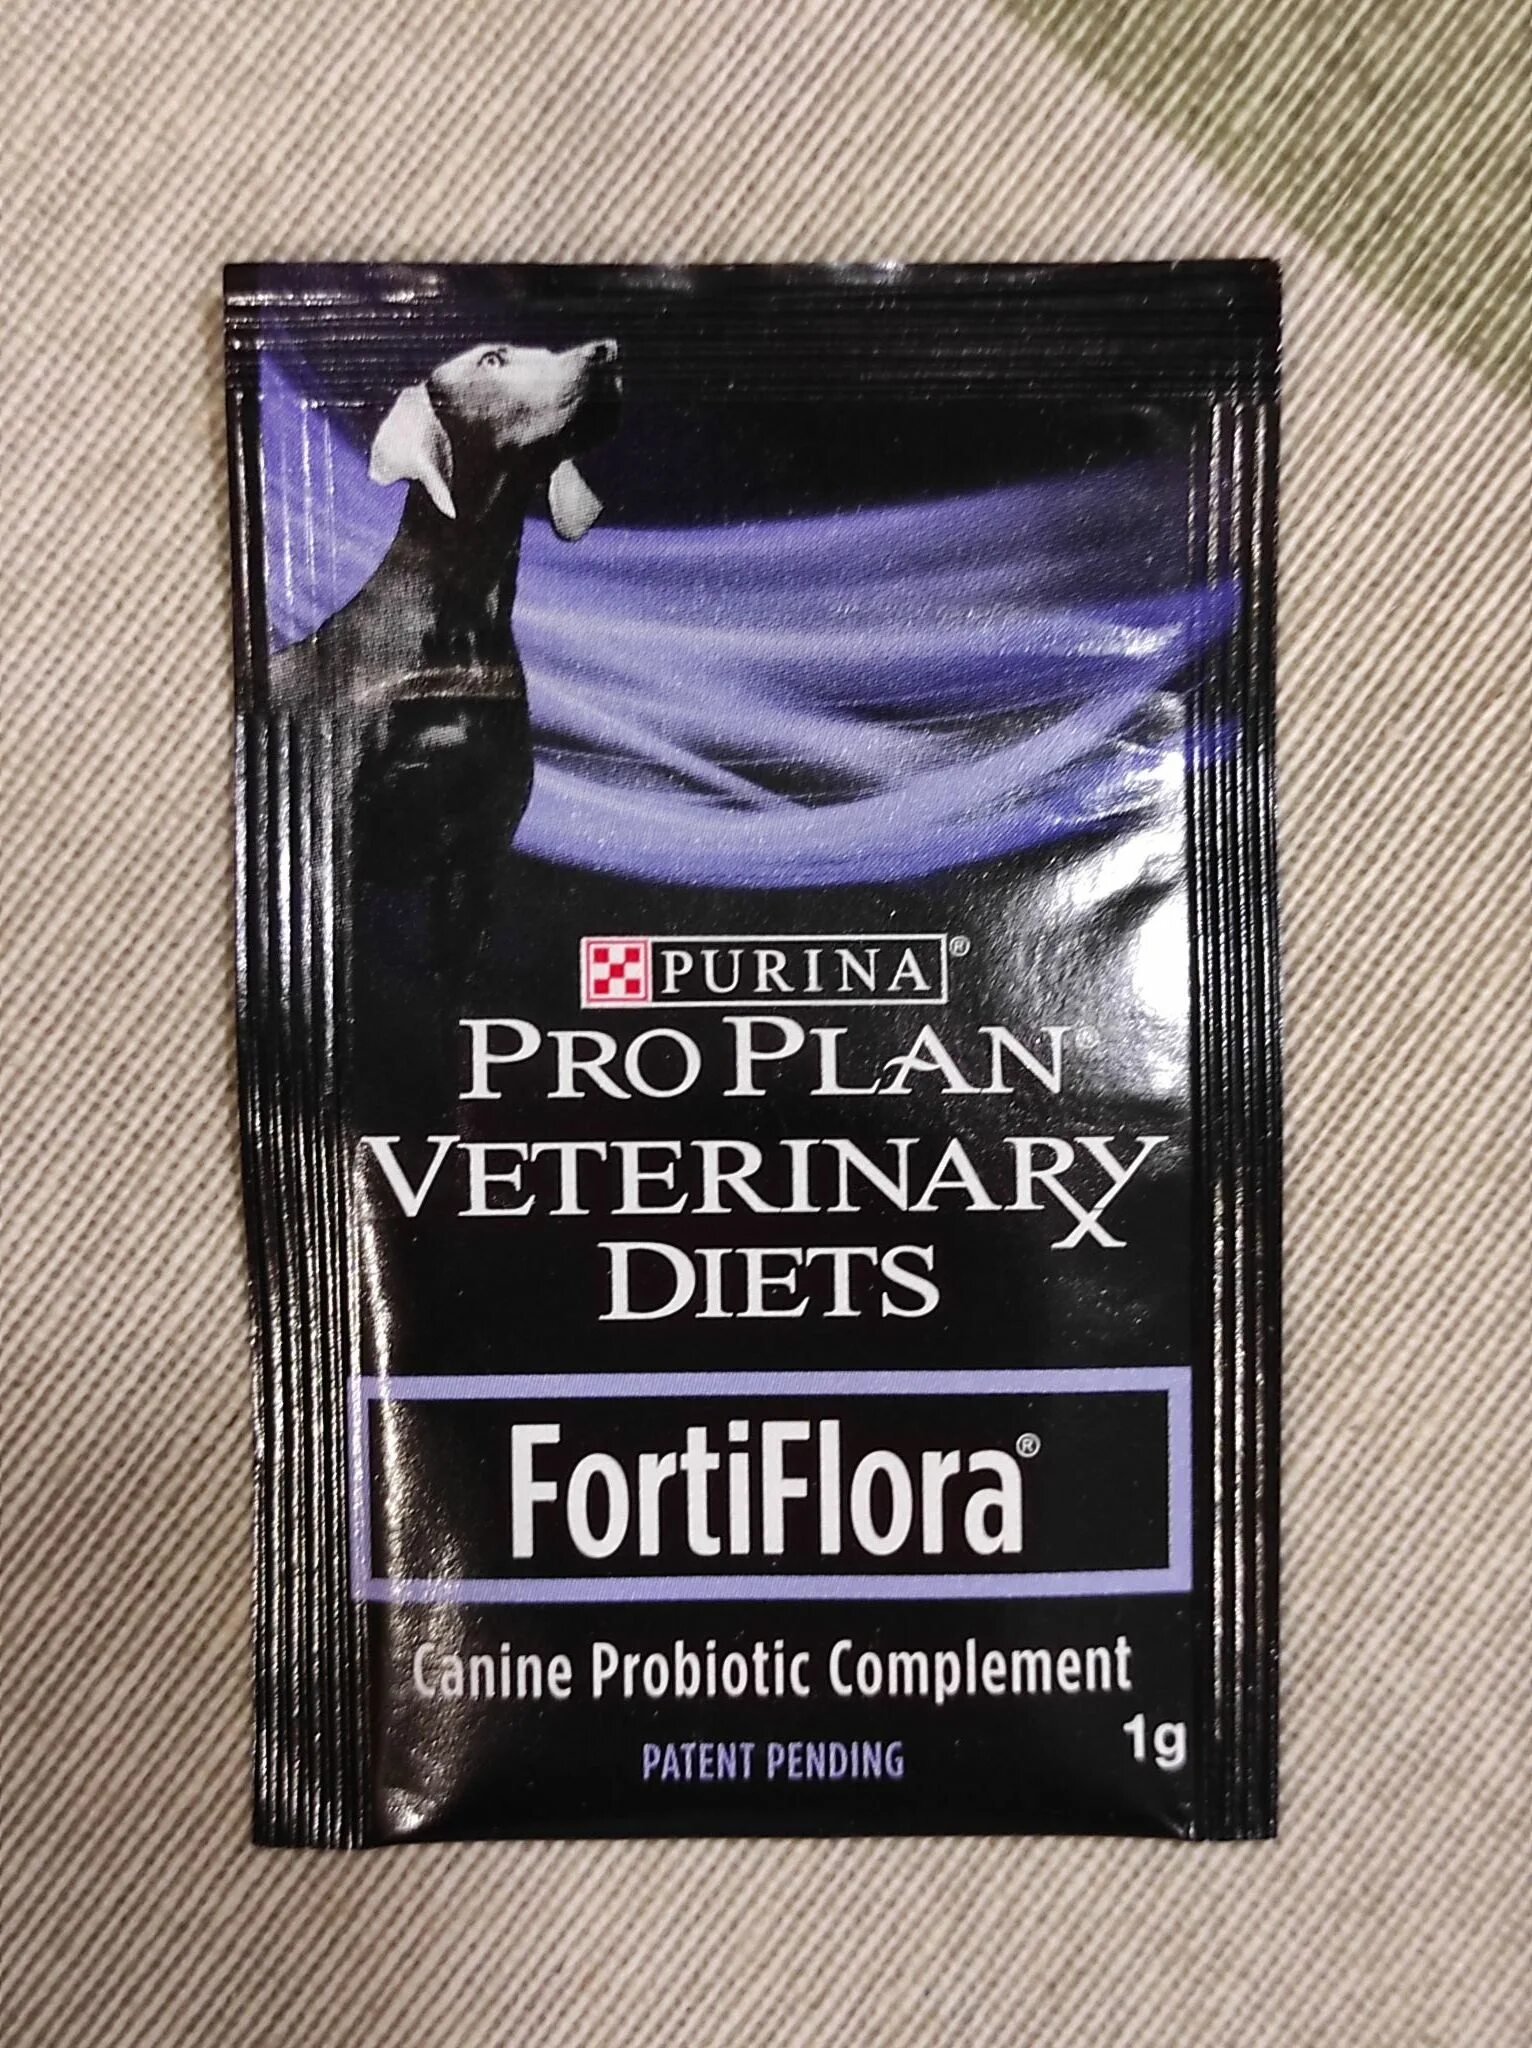 PURINA®
PRO PLAN®
VETERINARY
DIETS
FortiFlora®
Canine Probiotic Complement
1g
PATENT PENDING